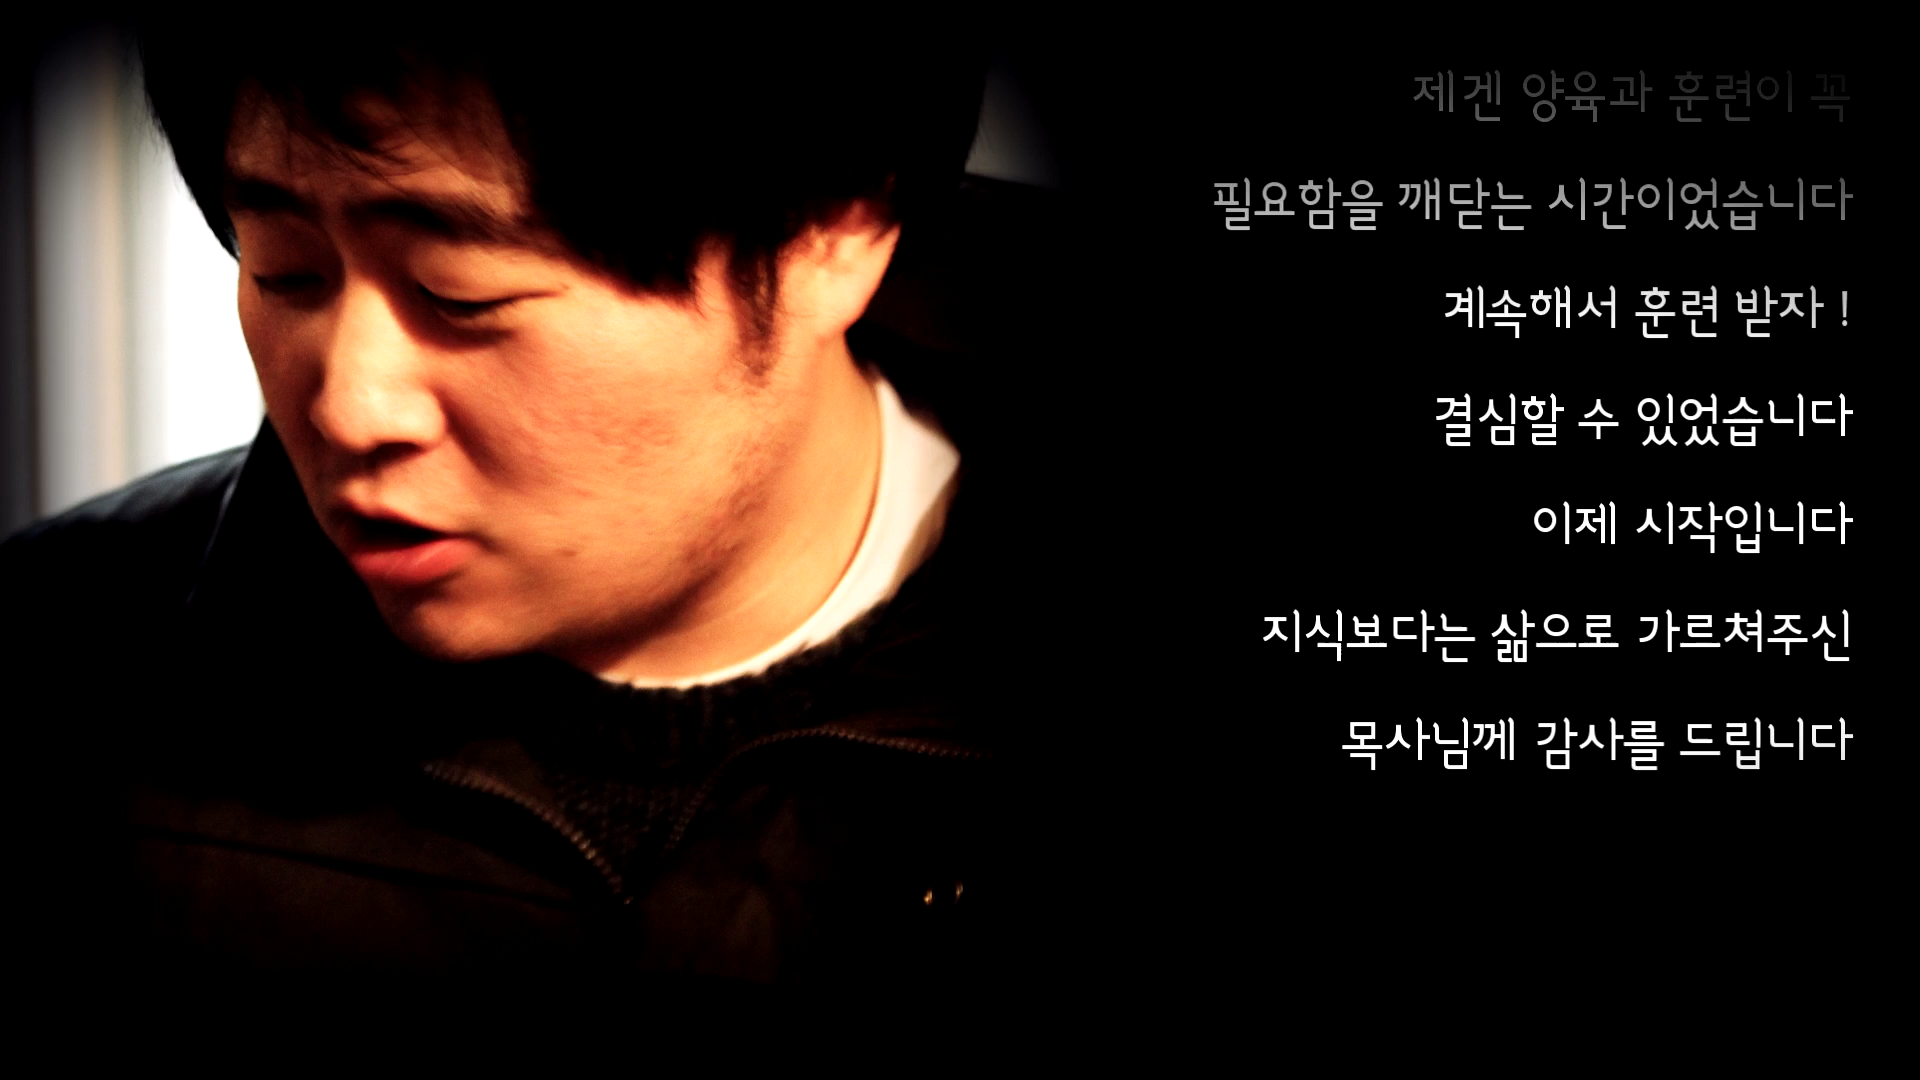 제겐 양육과 훈련이 꼭
필요함을 깨닫는 시간이었습니다
계속해서 훈련 받자 !
결심할 수 있었습니다
이제 시작입니다
지식보다는 삶으로 가르쳐주신
목사님께 감사를 드립니다